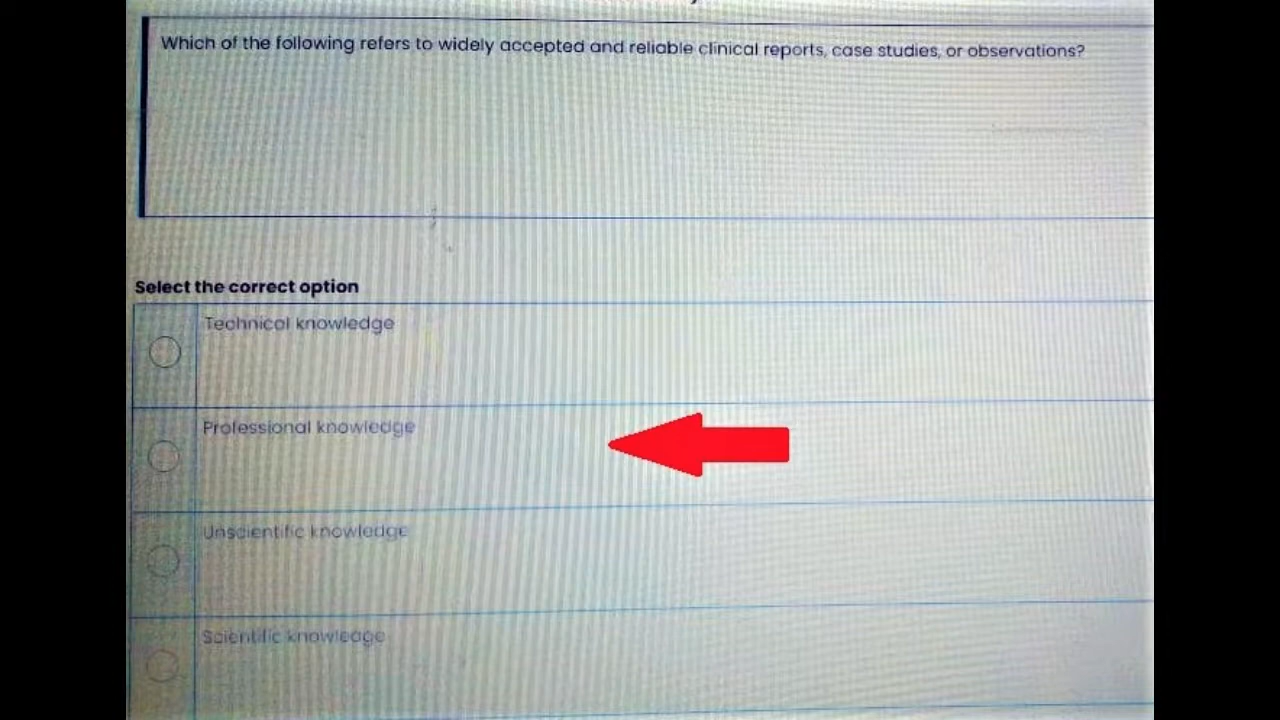 Which of the following refers to widely accepted and reliable clinical reports, case studies, or observations?
Select the correct option
Technical knowledge
Professional knowledge
Unscientific knowledge
Scientific knowledge